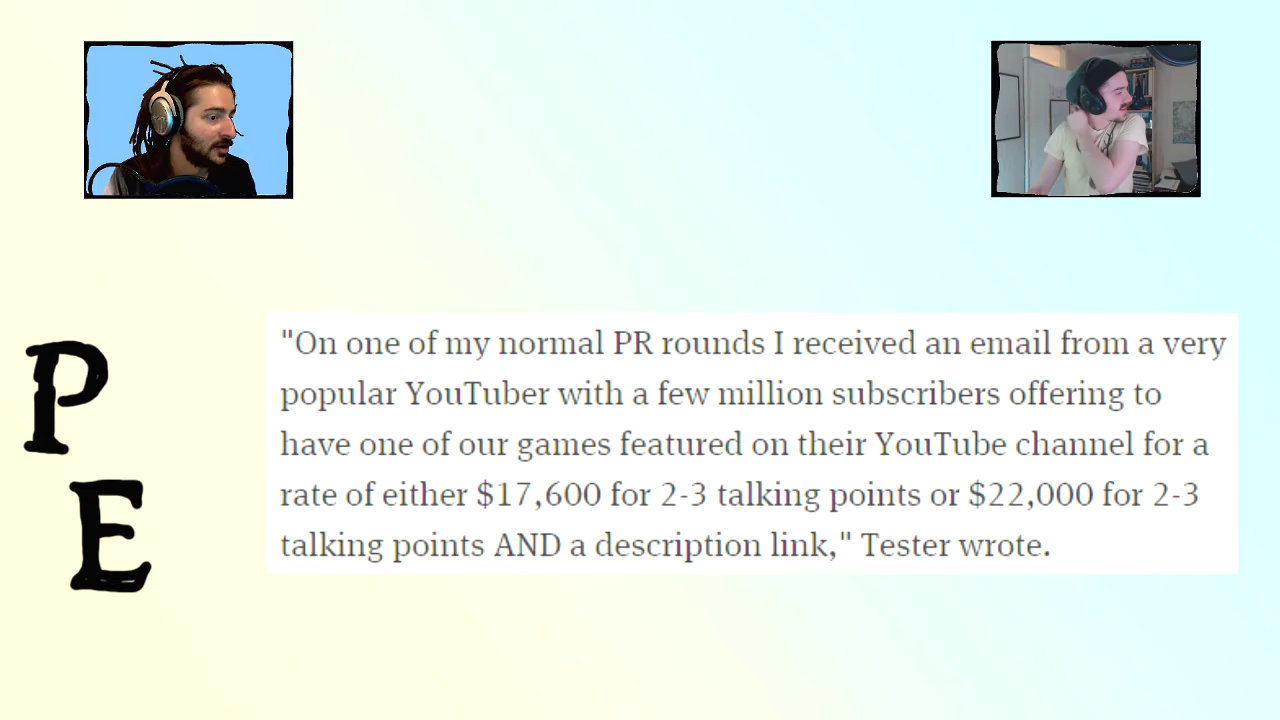 "On one of my normal PR rounds I received an email from a very
popular YouTuber with a few million subscribers offering to
have one of our games featured on their YouTube channel for a
rate of either $17,600 for 2-3 talking points or $22,000 for 2-3
talking points AND a description link," Tester wrote.
P
E